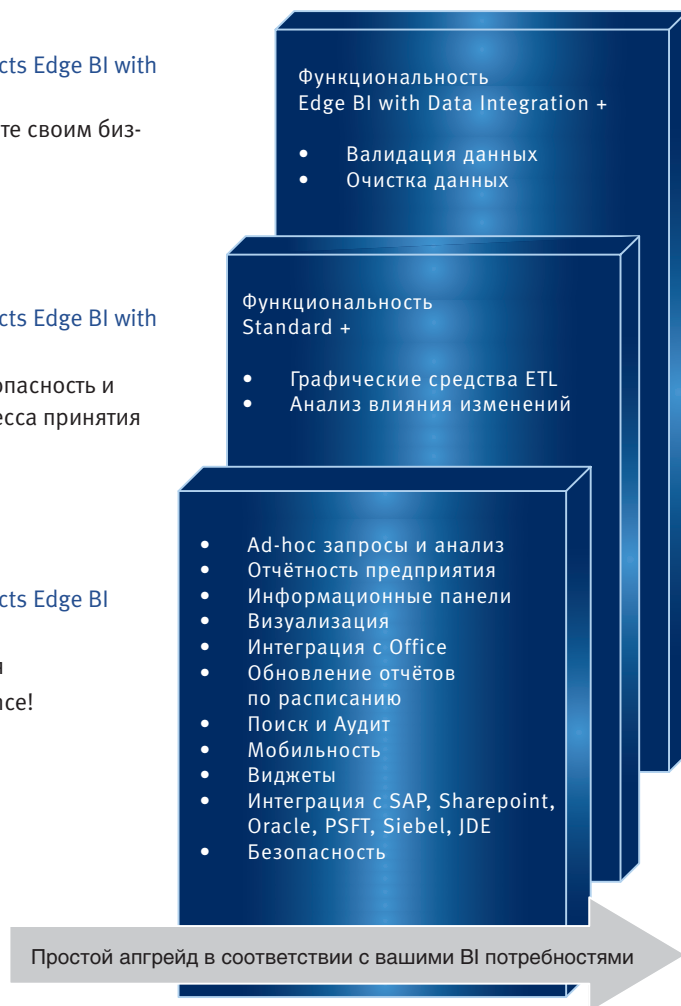 cts Edge BI with
те своим биз-
Функциональность
Edge BI with Data Integration +
• Валидация данных
• Очистка данных
cts Edge BI with
опасность и
есса принятия
Функциональность
Standard +
• Графические средства ETL
• Анализ влияния изменений
cts Edge BI
я
nce!
• Ad-hoc запросы и анализ
• Отчётность предприятия
• Информационные панели
• Визуализация
• Интеграция с Office
• Обновление отчётов
по расписанию
• Поиск и Аудит
• Мобильность
• Виджеты
• Интеграция с SAP, Sharepoint,
Oracle, PSFT, Siebel, JDE
• Безопасность
Простой апгрейд в соответствии с вашими BI потребностями